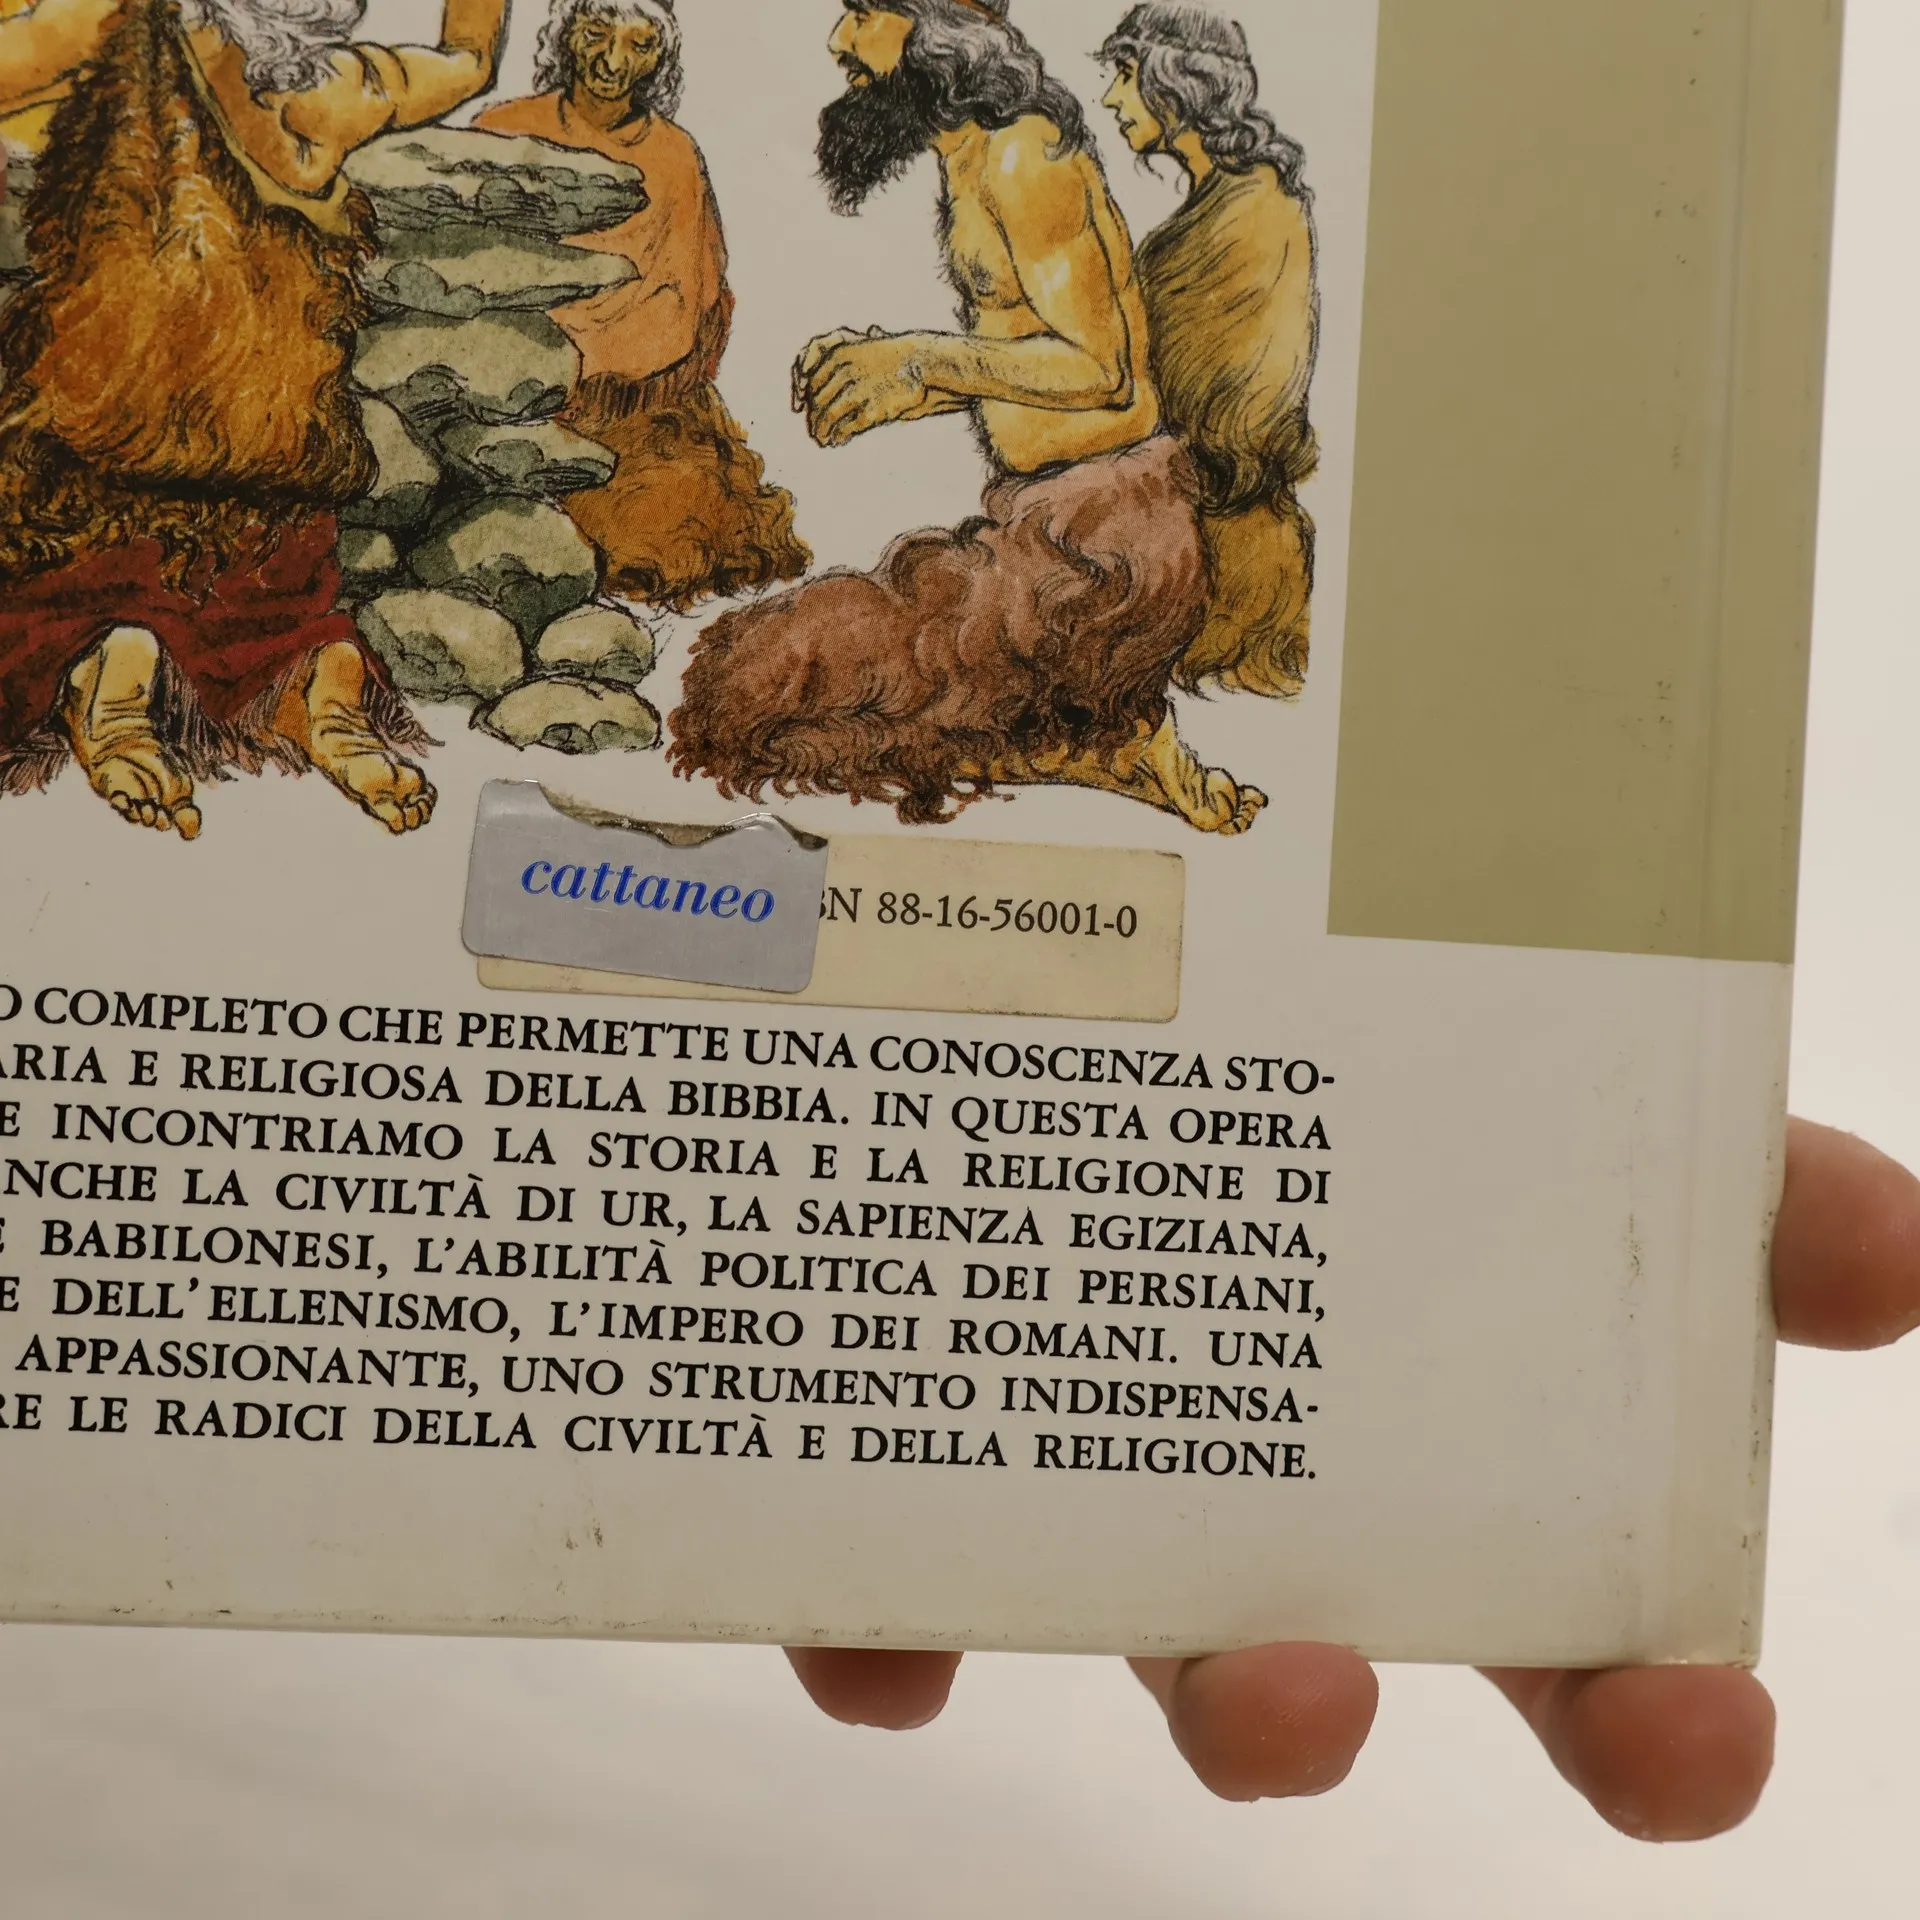 cattaneo
BN 88-16-56001-0
O COMPLETO CHE PERMETTE UNA CONOSCENZA STO-
ARIA E RELIGIOSA DELLA BIBBIA. IN QUESTA OPERA
E INCONTRIAMO LA STORIA E LA RELIGIONE DI
NCHE LA CIVILTÀ DI UR, LA SAPIENZA EGIZIANA,
E BABILONESI, L'ABILITÀ POLITICA DEI PERSIANI,
E DELL'ELLENISMO, L'IMPERO DEI ROMANI. UNA
APPASSIONANTE, UNO STRUMENTO INDISPENSA-
RE LE RADICI DELLA CIVILTÀ E DELLA RELIGIONE.